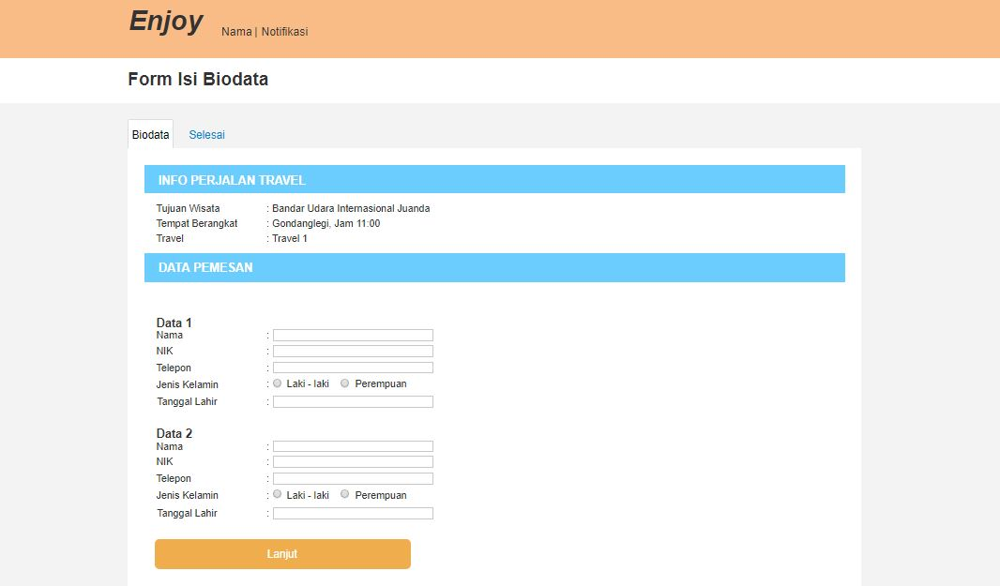 Enjoy
Nama | Notifikasi
Form Isi Biodata
Biodata Selesai
INFO PERJALAN TRAVEL
Tujuan Wisata : Bandar Udara Internasional Juanda
Tempat Berangkat : Gondanglegi, Jam 11:00
Travel : Travel 1
DATA PEMESAN
Data 1
Nama :
NIK :
Telepon :
Jenis Kelamin : Laki - laki Perempuan
Tanggal Lahir :
Data 2
Nama :
NIK :
Telepon :
Jenis Kelamin : Laki - laki Perempuan
Tanggal Lahir :
Lanjut